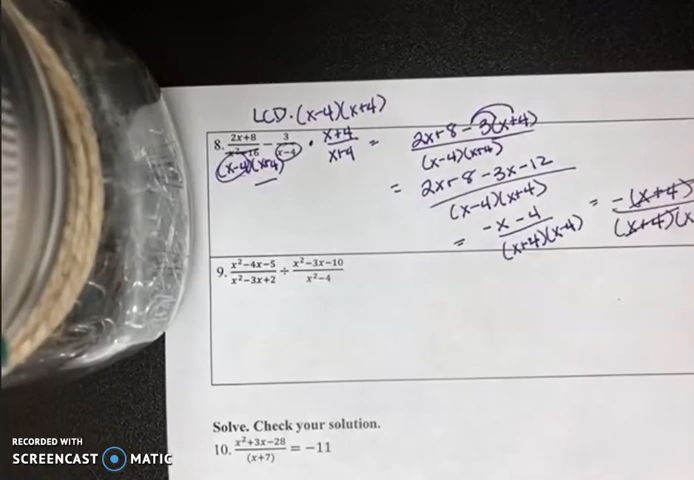 LCD · (x-4)(x+4)
8. (2x+8)/(x²-16) − 3/(x-4) · (x+4)/(x+4) = (2x+8-3(x+4))/((x-4)(x+4))
(x-4)(x+4)
= (2x+8-3x-12)/((x-4)(x+4))
= (-x-4)/((x+4)(x-4)) = -(x+4)/((x+4)(x
9. (x²−4x−5)/(x²−3x+2) ÷ (x²−3x−10)/(x²−4)
Solve. Check your solution.
10. (x²+3x−28)/(x+7) = −11
RECORDED WITH
SCREENCAST MATIC